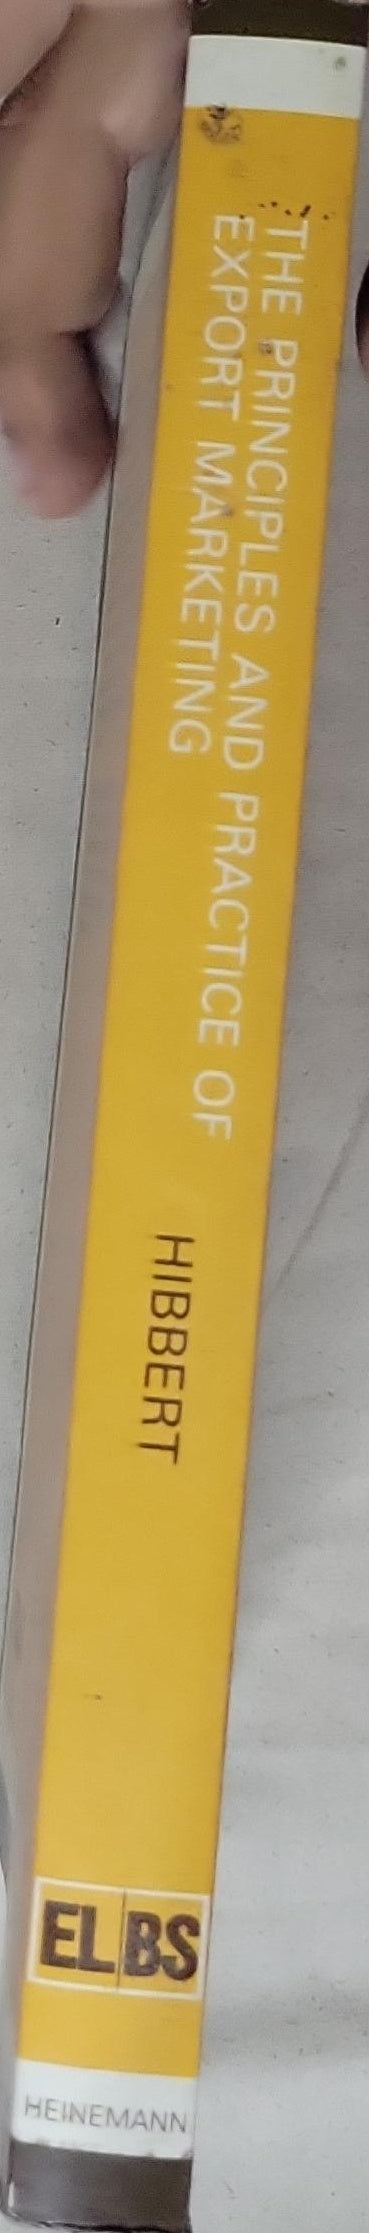 THE PRINCIPLES AND PRACTICE OF
EXPORT MARKETING
HIBBERT
ELBS
HEINEMANN